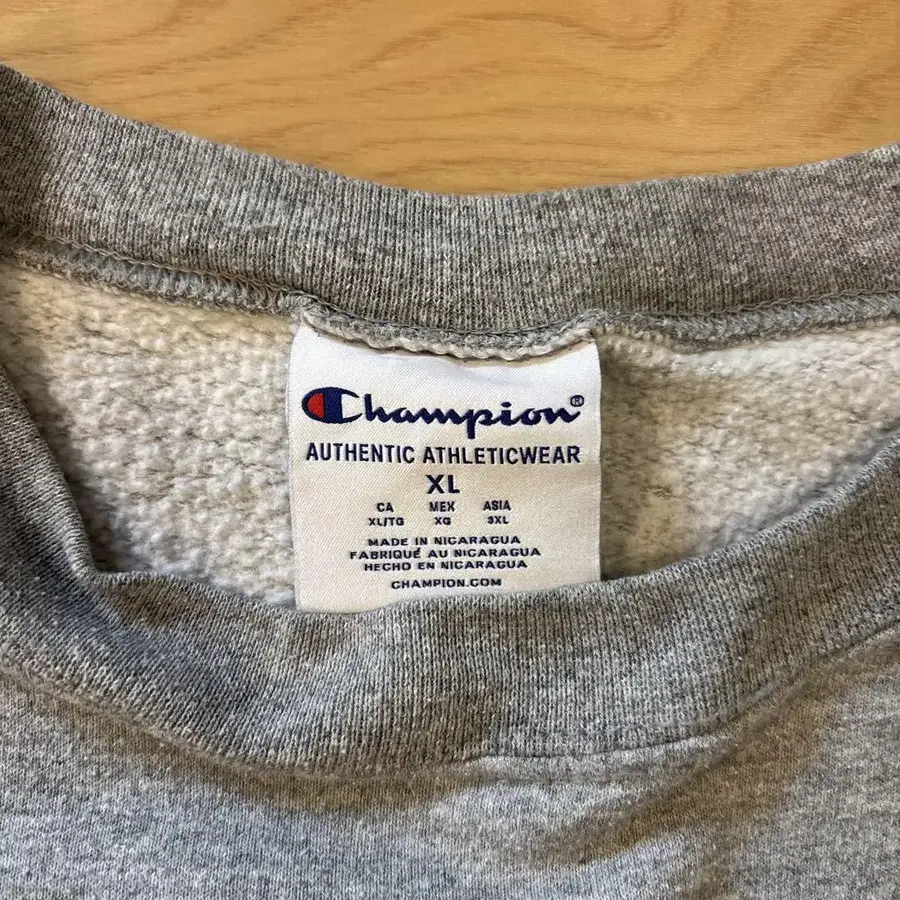 Champion®
AUTHENTIC ATHLETICWEAR
XL
CA MEX ASIA
XL/TG XG 3XL
MADE IN NICARAGUA
FABRIQUÉ AU NICARAGUA
HECHO EN NICARAGUA
CHAMPION.COM